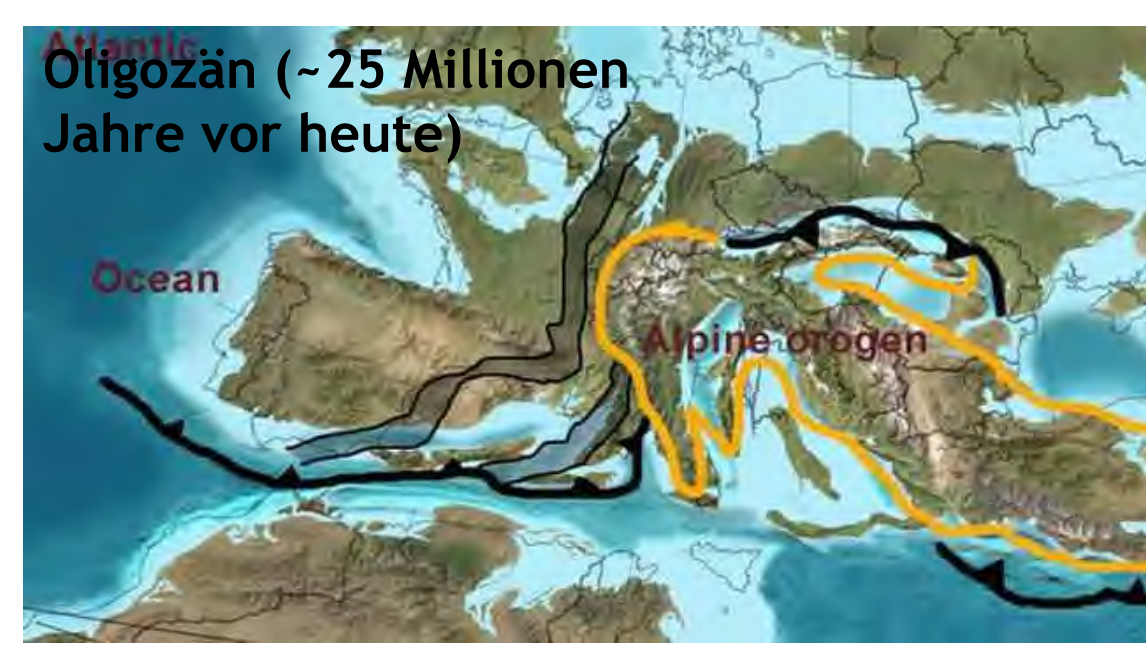 Atlantic
Oligozän (~25 Millionen
Jahre vor heute)
Ocean
Alpine orogen